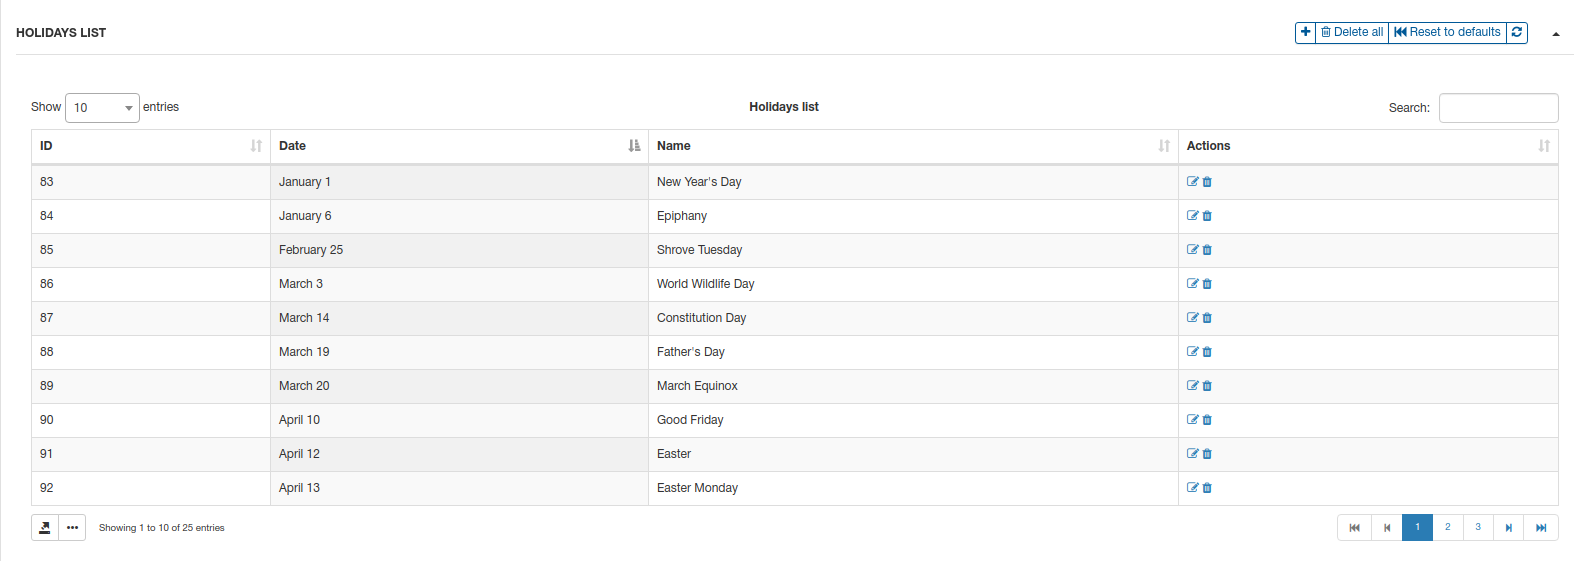 HOLIDAYS LIST
Delete all Reset to defaults
Show 10 entries Holidays list Search:
ID Date Name Actions
83 January 1 New Year's Day
84 January 6 Epiphany
85 February 25 Shrove Tuesday
86 March 3 World Wildlife Day
87 March 14 Constitution Day
88 March 19 Father's Day
89 March 20 March Equinox
90 April 10 Good Friday
91 April 12 Easter
92 April 13 Easter Monday
Showing 1 to 10 of 25 entries 1 2 3